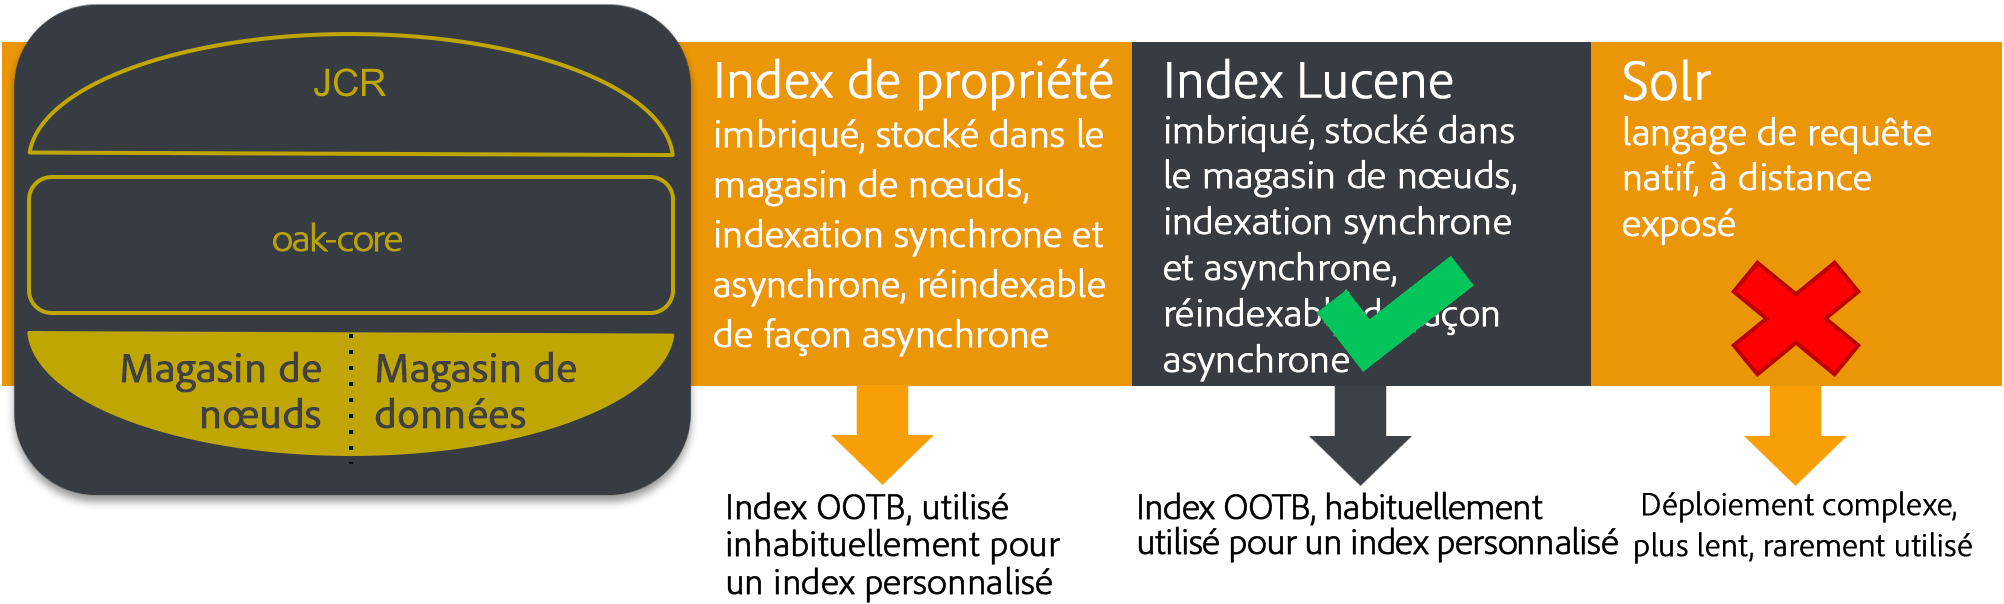 JCR
oak-core
Magasin de
nœuds
Magasin de
données
Index de propriété
imbriqué, stocké dans le
magasin de nœuds,
indexation synchrone et
asynchrone, réindexable
de façon asynchrone
Index OOTB, utilisé
inhabituellement pour
un index personnalisé
Index Lucene
imbriqué, stocké dans
le magasin de nœuds,
indexation synchrone
et asynchrone,
réindexable de façon
asynchrone
Index OOTB, habituellement
utilisé pour un index personnalisé
Solr
langage de requête
natif, à distance
exposé
Déploiement complexe,
plus lent, rarement utilisé